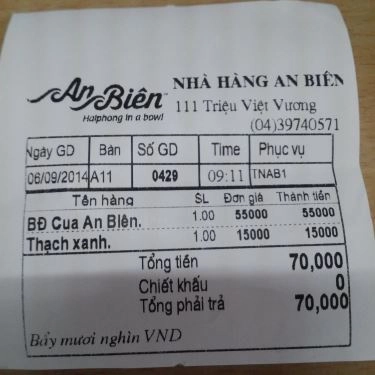 An Biên™
Haiphong in a bowl
NHÀ HÀNG AN BIÊN
111 Triệu Việt Vương
(04)39740571
Ngày GD Bàn Số GD Time Phục vụ
06/09/2014 A11 0429 09:11 TNAB1
Tên hàng SL Đơn giá Thành tiền
BĐ Cua An Biên. 1.00 55000 55000
Thạch xanh. 1.00 15000 15000
Tổng tiền 70,000
Chiết khấu 0
Tổng phải trả 70,000
Bẩy mươi nghìn VND